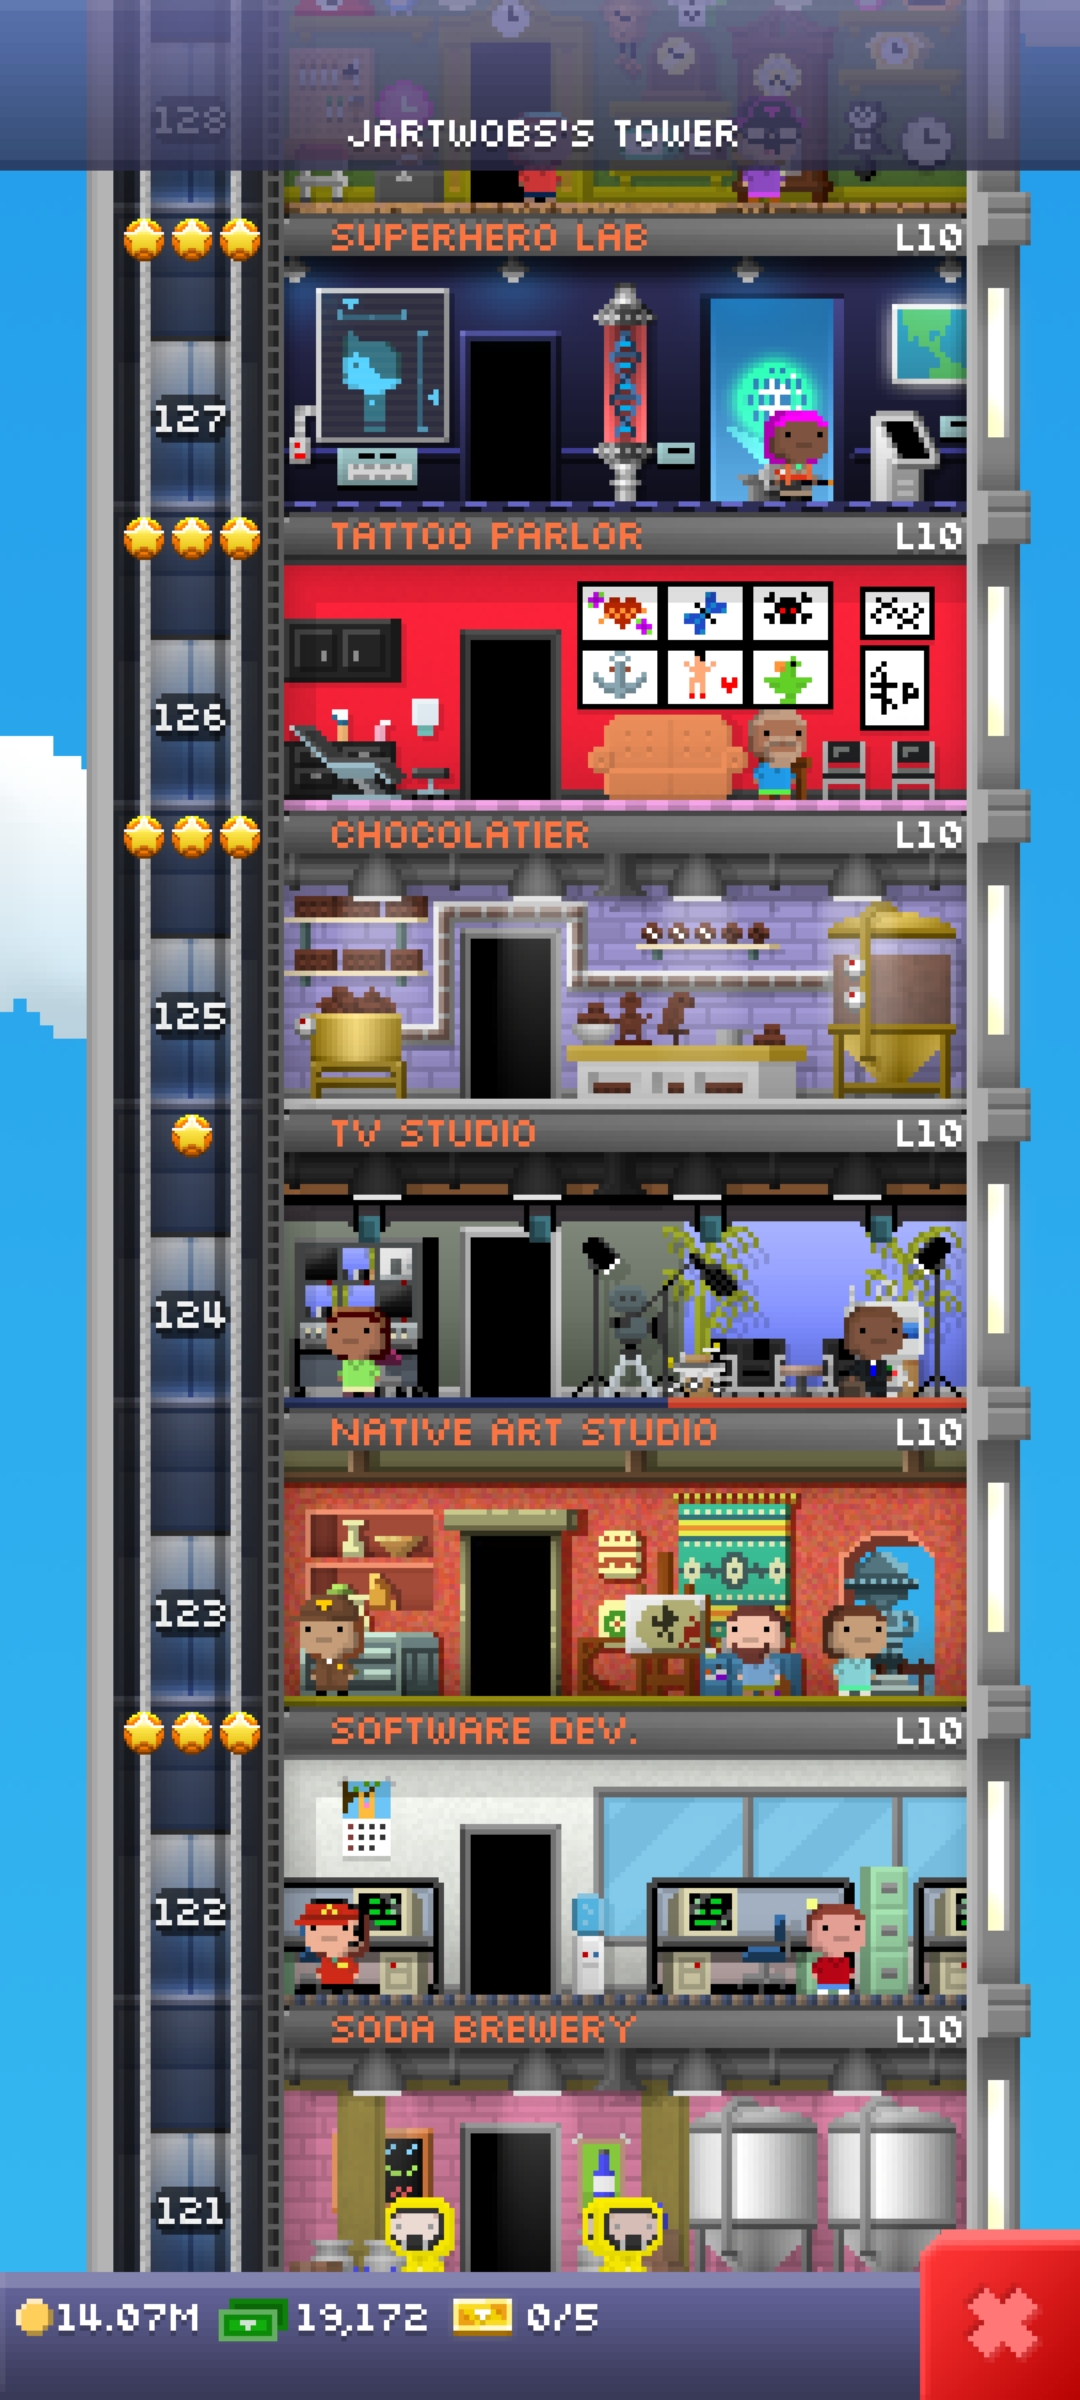 JARTWOBS'S TOWER
128
SUPERHERO LAB L10
127
TATTOO PARLOR L10
126
CHOCOLATIER L10
125
TV STUDIO L10
124
NATIVE ART STUDIO L10
123
SOFTWARE DEV. L10
122
SODA BREWERY L10
121
14.07M 19,172 0/5